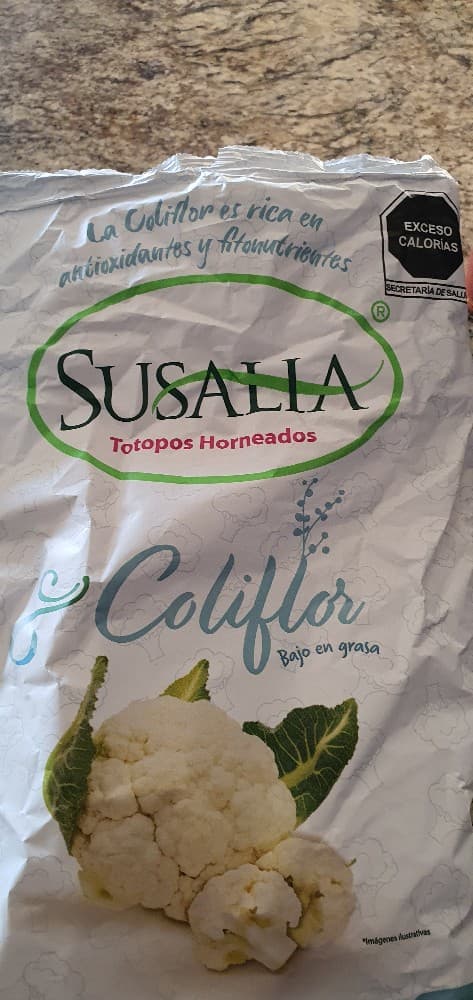 La Coliflor es rica en
antioxidantes y fitonutrientes
EXCESO
CALORÍAS
SECRETARÍA DE SALUD
®
SUSALIA
Totopos Horneados
Coliflor
Bajo en grasa
*Imágenes ilustrativas